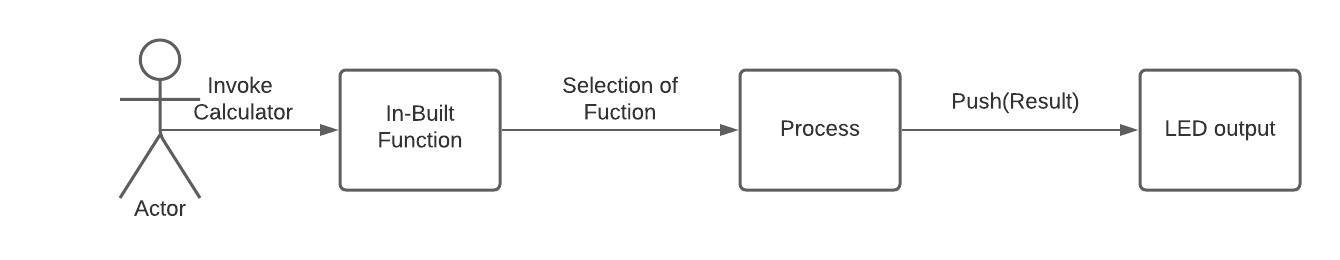 Invoke
Calculator
In-Built
Function
Selection of
Fuction
Process
Push(Result)
LED output
Actor